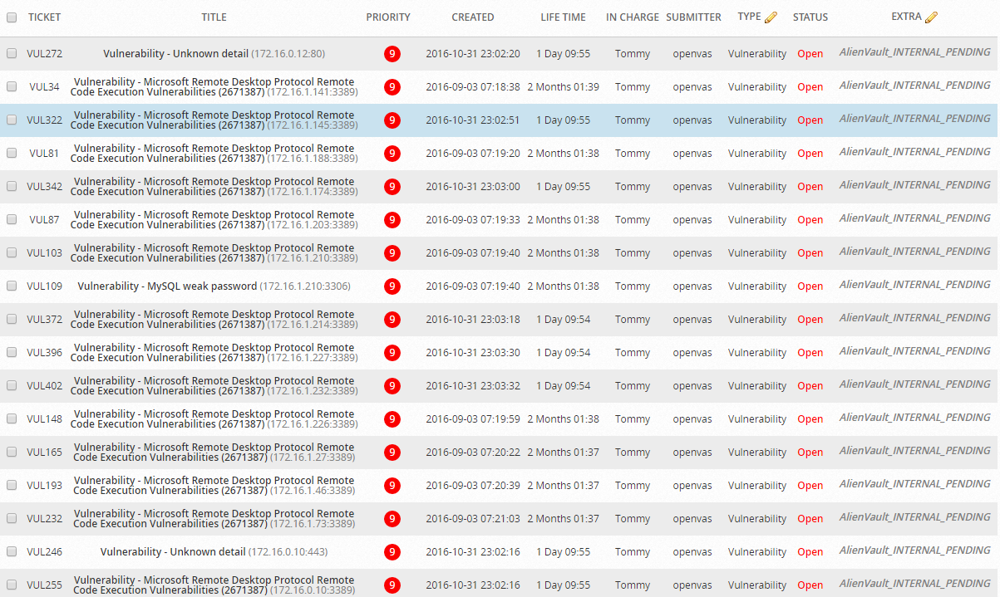 TICKET TITLE PRIORITY CREATED LIFE TIME IN CHARGE SUBMITTER TYPE STATUS EXTRA
VUL272 Vulnerability - Unknown detail (172.16.0.12:80) 9 2016-10-31 23:02:20 1 Day 09:55 Tommy openvas Vulnerability Open AlienVault_INTERNAL_PENDING
VUL34 Vulnerability - Microsoft Remote Desktop Protocol Remote
Code Execution Vulnerabilities (2671387) (172.16.1.141:3389) 9 2016-09-03 07:18:38 2 Months 01:39 Tommy openvas Vulnerability Open AlienVault_INTERNAL_PENDING
VUL322 Vulnerability - Microsoft Remote Desktop Protocol Remote
Code Execution Vulnerabilities (2671387) (172.16.1.145:3389) 9 2016-10-31 23:02:51 1 Day 09:55 Tommy openvas Vulnerability Open AlienVault_INTERNAL_PENDING
VUL81 Vulnerability - Microsoft Remote Desktop Protocol Remote
Code Execution Vulnerabilities (2671387) (172.16.1.188:3389) 9 2016-09-03 07:19:20 2 Months 01:38 Tommy openvas Vulnerability Open AlienVault_INTERNAL_PENDING
VUL342 Vulnerability - Microsoft Remote Desktop Protocol Remote
Code Execution Vulnerabilities (2671387) (172.16.1.174:3389) 9 2016-10-31 23:03:00 1 Day 09:55 Tommy openvas Vulnerability Open AlienVault_INTERNAL_PENDING
VUL87 Vulnerability - Microsoft Remote Desktop Protocol Remote
Code Execution Vulnerabilities (2671387) (172.16.1.203:3389) 9 2016-09-03 07:19:33 2 Months 01:38 Tommy openvas Vulnerability Open AlienVault_INTERNAL_PENDING
VUL103 Vulnerability - Microsoft Remote Desktop Protocol Remote
Code Execution Vulnerabilities (2671387) (172.16.1.210:3389) 9 2016-09-03 07:19:40 2 Months 01:38 Tommy openvas Vulnerability Open AlienVault_INTERNAL_PENDING
VUL109 Vulnerability - MySQL weak password (172.16.1.210:3306) 9 2016-09-03 07:19:40 2 Months 01:38 Tommy openvas Vulnerability Open AlienVault_INTERNAL_PENDING
VUL372 Vulnerability - Microsoft Remote Desktop Protocol Remote
Code Execution Vulnerabilities (2671387) (172.16.1.214:3389) 9 2016-10-31 23:03:18 1 Day 09:54 Tommy openvas Vulnerability Open AlienVault_INTERNAL_PENDING
VUL396 Vulnerability - Microsoft Remote Desktop Protocol Remote
Code Execution Vulnerabilities (2671387) (172.16.1.227:3389) 9 2016-10-31 23:03:30 1 Day 09:54 Tommy openvas Vulnerability Open AlienVault_INTERNAL_PENDING
VUL402 Vulnerability - Microsoft Remote Desktop Protocol Remote
Code Execution Vulnerabilities (2671387) (172.16.1.232:3389) 9 2016-10-31 23:03:32 1 Day 09:54 Tommy openvas Vulnerability Open AlienVault_INTERNAL_PENDING
VUL148 Vulnerability - Microsoft Remote Desktop Protocol Remote
Code Execution Vulnerabilities (2671387) (172.16.1.226:3389) 9 2016-09-03 07:19:59 2 Months 01:38 Tommy openvas Vulnerability Open AlienVault_INTERNAL_PENDING
VUL165 Vulnerability - Microsoft Remote Desktop Protocol Remote
Code Execution Vulnerabilities (2671387) (172.16.1.27:3389) 9 2016-09-03 07:20:22 2 Months 01:37 Tommy openvas Vulnerability Open AlienVault_INTERNAL_PENDING
VUL193 Vulnerability - Microsoft Remote Desktop Protocol Remote
Code Execution Vulnerabilities (2671387) (172.16.1.46:3389) 9 2016-09-03 07:20:39 2 Months 01:37 Tommy openvas Vulnerability Open AlienVault_INTERNAL_PENDING
VUL232 Vulnerability - Microsoft Remote Desktop Protocol Remote
Code Execution Vulnerabilities (2671387) (172.16.1.73:3389) 9 2016-09-03 07:21:03 2 Months 01:37 Tommy openvas Vulnerability Open AlienVault_INTERNAL_PENDING
VUL246 Vulnerability - Unknown detail (172.16.0.10:443) 9 2016-10-31 23:02:16 1 Day 09:55 Tommy openvas Vulnerability Open AlienVault_INTERNAL_PENDING
VUL255 Vulnerability - Microsoft Remote Desktop Protocol Remote
Code Execution Vulnerabilities (2671387) (172.16.0.10:3389) 9 2016-10-31 23:02:16 1 Day 09:55 Tommy openvas Vulnerability Open AlienVault_INTERNAL_PENDING